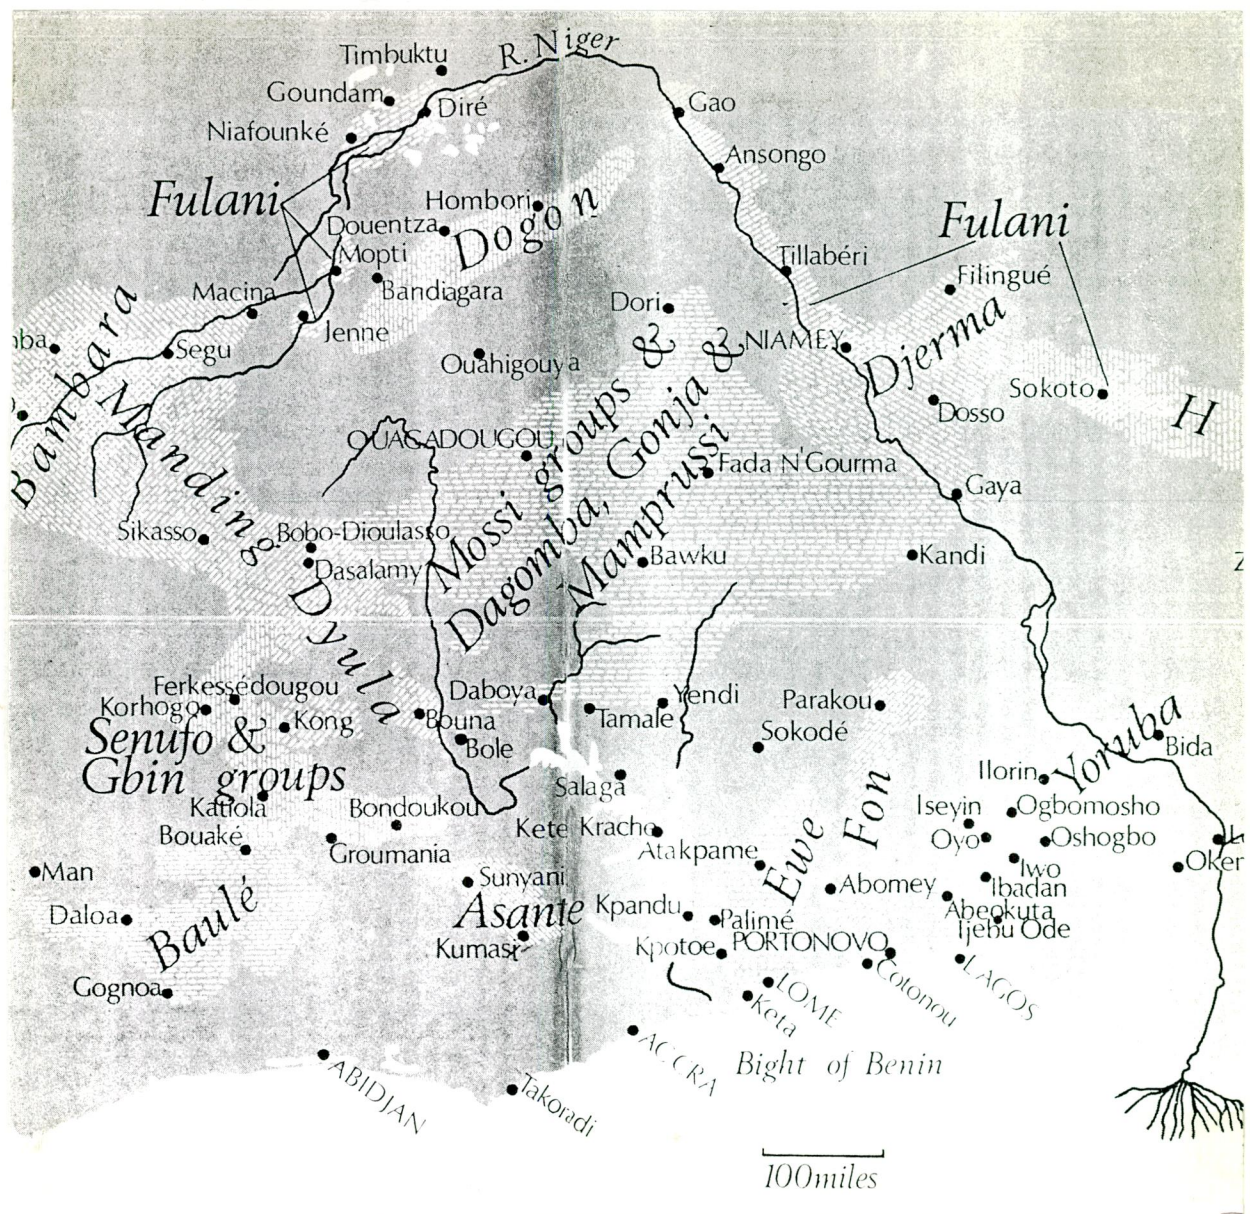 Timbuktu
R. Niger
Goundam
Diré
Gao
Niafounké
Ansongo
Fulani
Hombori
Dogon
Douentza
Fulani
Mopti
Tillabéri
Filingué
Macina
Bandiagara
Dori
Djerma
Jenne
NIAMEY
Segu
Bambara
Ouahigouya
Sokoto
H
Dosso
Manding
OUAGADOUGOU
Mossi groups &
Dagomba, Gonja &
Mamprussi
Fada N'Gourma
Gaya
Sikasso
Bobo-Dioulasso
Dasalamy
Bawku
Kandi
Dyula
Ferkessédougou
Korhogo
Kong
Senufo &
Gbin groups
Daboya
Bouna
Bole
Tamale
Yendi
Parakou
Sokodé
Yoruba
Bida
Katiola
Salaga
Ilorin
Bondoukou
Bouaké
Groumania
Kete Kracho
Atakpame
Ewe
Fon
Iseyin
Ogbomosho
Oyo
Oshogbo
Iwo
Ibadan
Man
Sunyani
Abomey
Abeokuta
Ijebu Ode
Daloa
Baulé
Asante
Kpandu
Palimé
Kumasi
Kpotoe
PORTONOVO
Cotonou
LAGOS
Gognoa
LOME
Keta
ACCRA
Bight of Benin
ABIDJAN
Takoradi
100miles